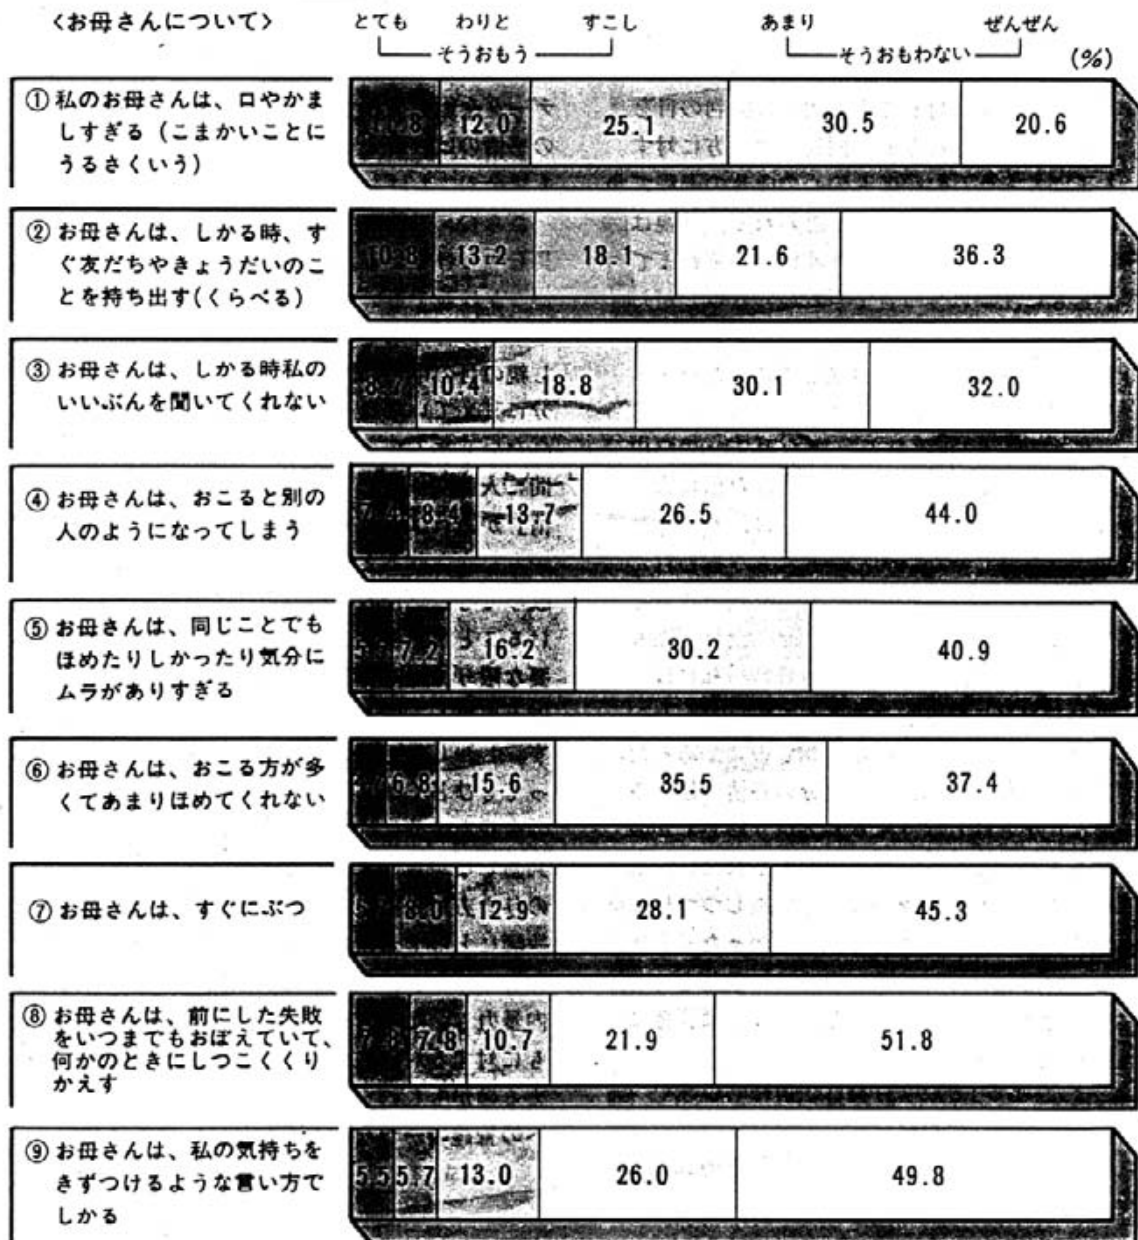 〈お母さんについて〉
とても わりと すこし あまり ぜんぜん
そうおもう そうおもわない (%)
① 私のお母さんは、口やかま
しすぎる（こまかいことに
うるさくいう）
12.0 25.1 30.5 20.6
② お母さんは、しかる時、す
ぐ友だちやきょうだいのこ
とを持ち出す(くらべる)
10.8 13.2 18.1 21.6 36.3
③ お母さんは、しかる時私の
いいぶんを聞いてくれない
10.4 18.8 30.1 32.0
④ お母さんは、おこると別の
人のようになってしまう
8.4 13.7 26.5 44.0
⑤ お母さんは、同じことでも
ほめたりしかったり気分に
ムラがありすぎる
7.2 16.2 30.2 40.9
⑥ お母さんは、おこる方が多
くてあまりほめてくれない
6.8 15.6 35.5 37.4
⑦ お母さんは、すぐにぶつ
8.0 12.9 28.1 45.3
⑧ お母さんは、前にした失敗
をいつまでもおぼえていて、
何かのときにしつこくくり
かえす
7.8 10.7 21.9 51.8
⑨ お母さんは、私の気持ちを
きずつけるような言い方で
しかる
5.5 5.7 13.0 26.0 49.8